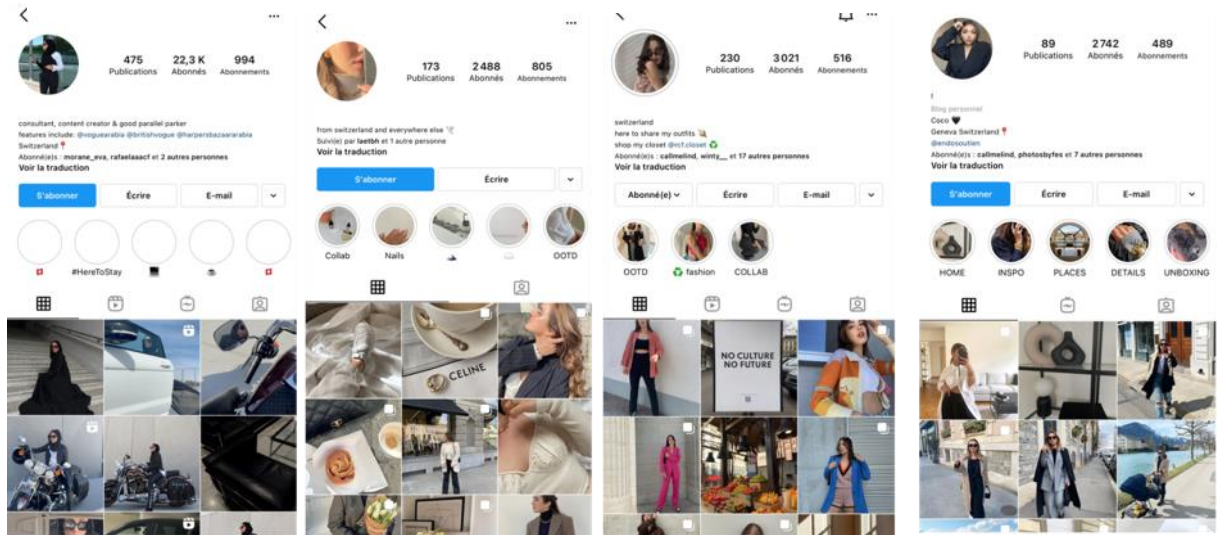 475 22,3 K 994
Publications Abonnés Abonnements
consultant, content creator & good parallel parker
features include: @voguearabia @britishvogue @harpersbazaararabia
Switzerland
Abonné(e)s : morane_eva, rafaelaaacf et 2 autres personnes
Voir la traduction
S'abonner Écrire E-mail
#HereToStay
173 2 488 805
Publications Abonnés Abonnements
from switzerland and everywhere else
Suivi(e) par laetbh et 1 autre personne
Voir la traduction
S'abonner Écrire
Collab Nails OOTD
CELINE
230 3 021 516
Publications Abonnés Abonnements
switzerland
here to share my outfits
shop my closet @rcf.closet
Abonné(e)s : callmelind, winty__ et 17 autres personnes
Voir la traduction
Abonné(e) Écrire E-mail
OOTD fashion COLLAB
NO CULTURE
NO FUTURE
89 2 742 489
Publications Abonnés Abonnements
Blog personnel
Coco
Geneva Switzerland
@endosoutien
Abonné(e)s : callmelind, photosbyfes et 7 autres personnes
Voir la traduction
S'abonner Écrire E-mail
HOME INSPO PLACES DETAILS UNBOXING